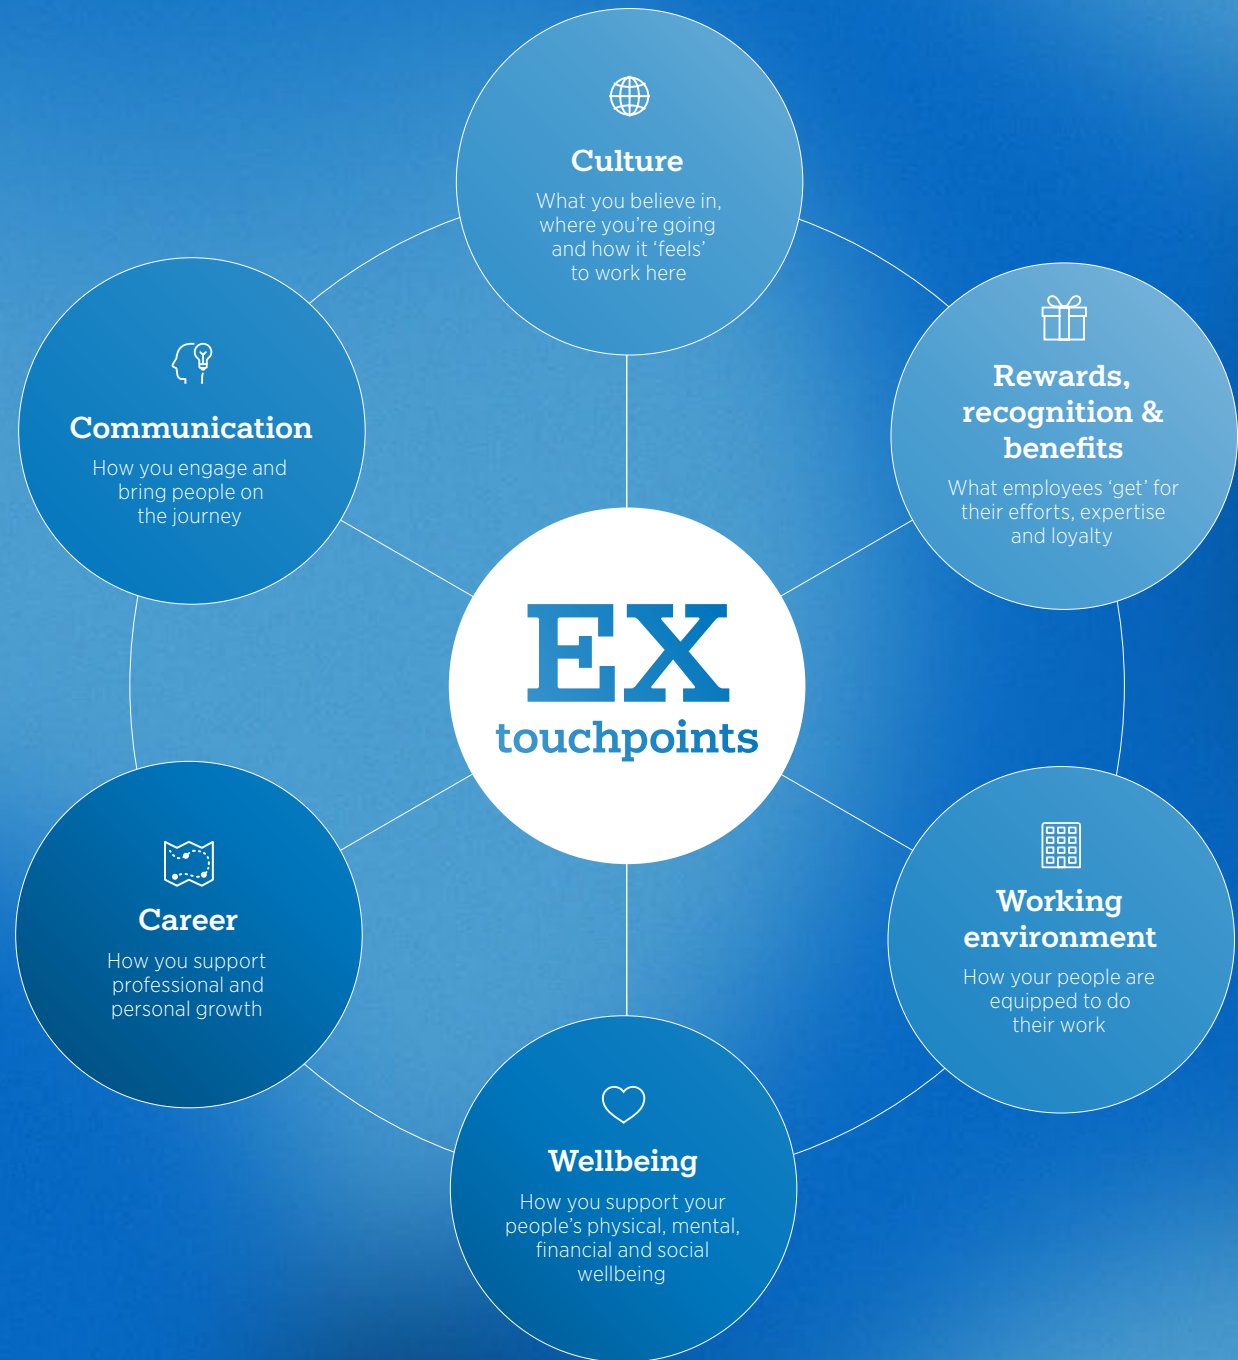 Culture
What you believe in,
where you’re going
and how it ‘feels’
to work here
Rewards,
recognition &
benefits
What employees ‘get’ for
their efforts, expertise
and loyalty
Communication
How you engage and
bring people on
the journey
EX
touchpoints
Working
environment
How your people are
equipped to do
their work
Career
How you support
professional and
personal growth
Wellbeing
How you support your
people’s physical, mental,
financial and social
wellbeing